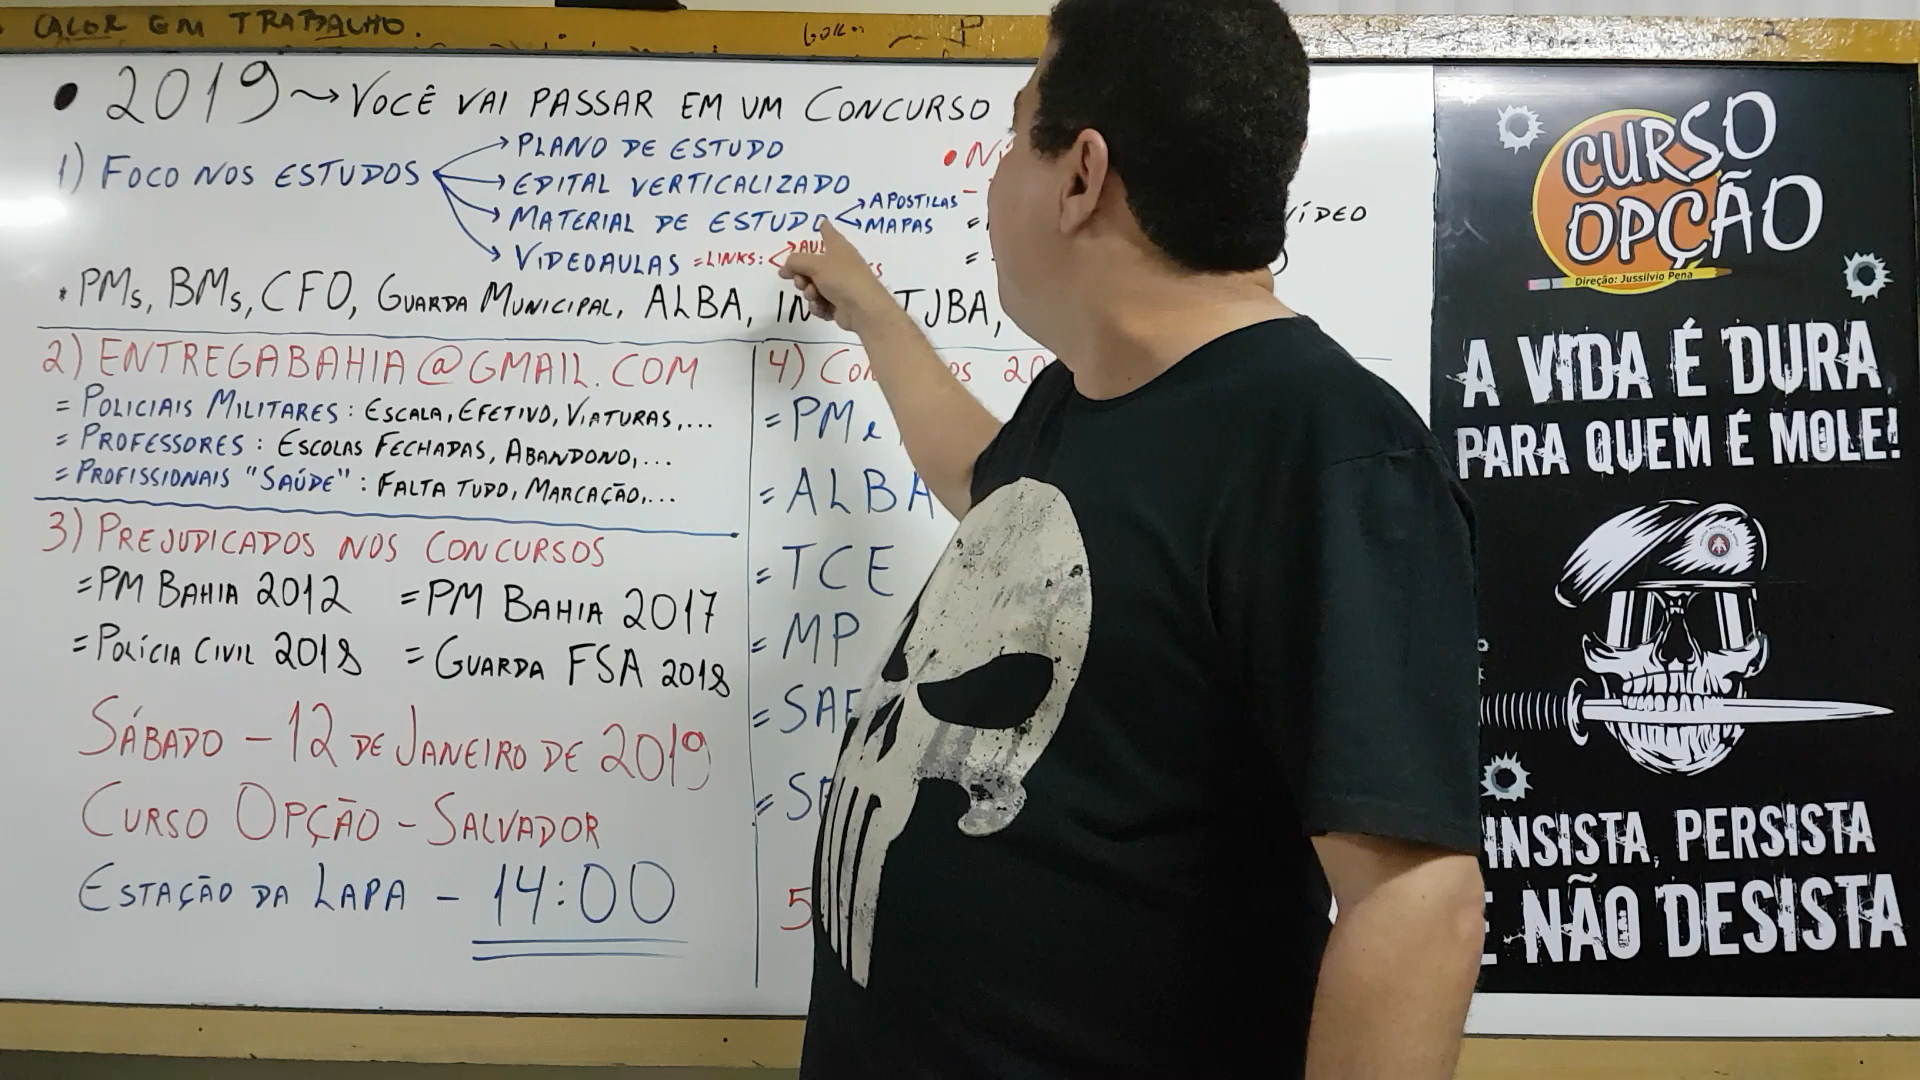 CALOR EM TRABALHO.
• 2019 → VOCÊ VAI PASSAR EM UM CONCURSO
1) FOCO NOS ESTUDOS
→ PLANO DE ESTUDO
→ EDITAL VERTICALIZADO
→ MATERIAL DE ESTUDO
→ APOSTILAS
→ MAPAS
→ VIDEOAULAS = LINKS:
VÍDEO
* PMs, BMs, CFO, GUARDA MUNICIPAL, ALBA, TJBA,
2) ENTREGABAHIA@GMAIL.COM
= POLICIAIS MILITARES: ESCALA, EFETIVO, VIATURAS,...
= PROFESSORES: ESCOLAS FECHADAS, ABANDONO,...
= PROFISSIONAIS "SAÚDE": FALTA TUDO, MARCAÇÃO,...
3) PREJUDICADOS NOS CONCURSOS
= PM BAHIA 2012 = PM BAHIA 2017
= POLÍCIA CIVIL 2018 = GUARDA FSA 2018
SÁBADO - 12 DE JANEIRO DE 2019
CURSO OPÇÃO - SALVADOR
ESTAÇÃO DA LAPA - 14:00
4)
= PM e
= ALBA
= TCE
= MP
=
=
5
CURSO
OPÇÃO
Direção: Jussilvio Pena
A VIDA É DURA
PARA QUEM É MOLE!
INSISTA, PERSISTA
E NÃO DESISTA